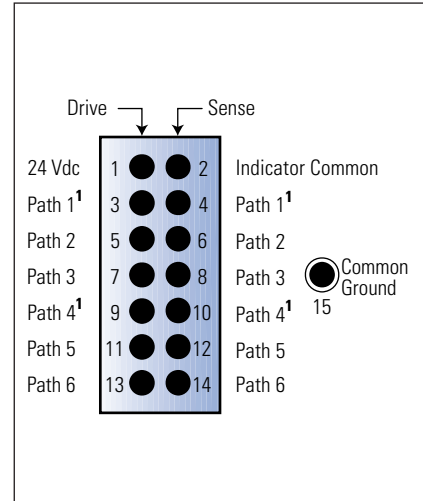 Drive Sense
24 Vdc 1 2 Indicator Common
Path 1¹ 3 4 Path 1¹
Path 2 5 6 Path 2
Path 3 7 8 Path 3 Common
Ground
Path 4¹ 9 10 Path 4¹ 15
Path 5 11 12 Path 5
Path 6 13 14 Path 6